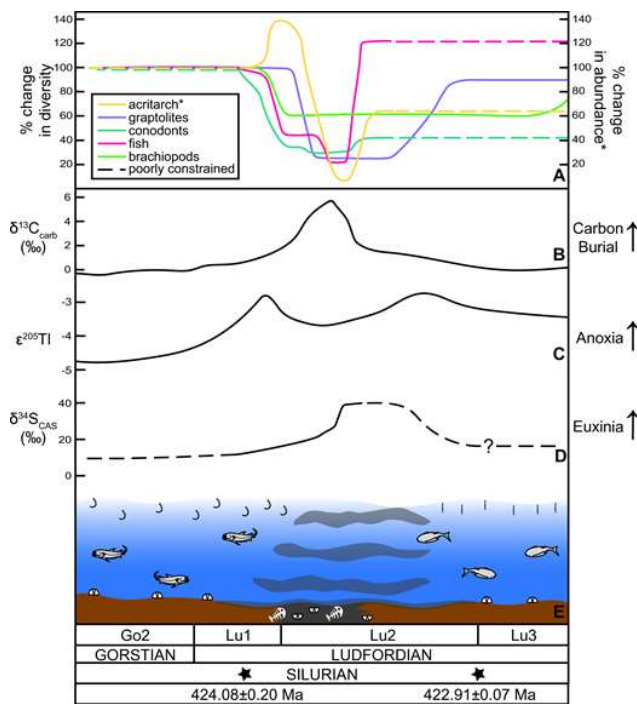 140
120
100
80
60
40
20
% change
in diversity
acritarch*
graptolites
conodonts
fish
brachiopods
poorly constrained
140
120
100
80
60
40
20
% change
in abundance*
A
δ13Ccarb
(‰)
6
4
2
0
B
Carbon
Burial
ε205Tl
-3
-4
-5
C
Anoxia
δ34SCAS
(‰)
40
20
0
?
D
Euxinia
E
Go2 Lu1 Lu2 Lu3
GORSTIAN LUDFORDIAN
SILURIAN
424.08±0.20 Ma 422.91±0.07 Ma